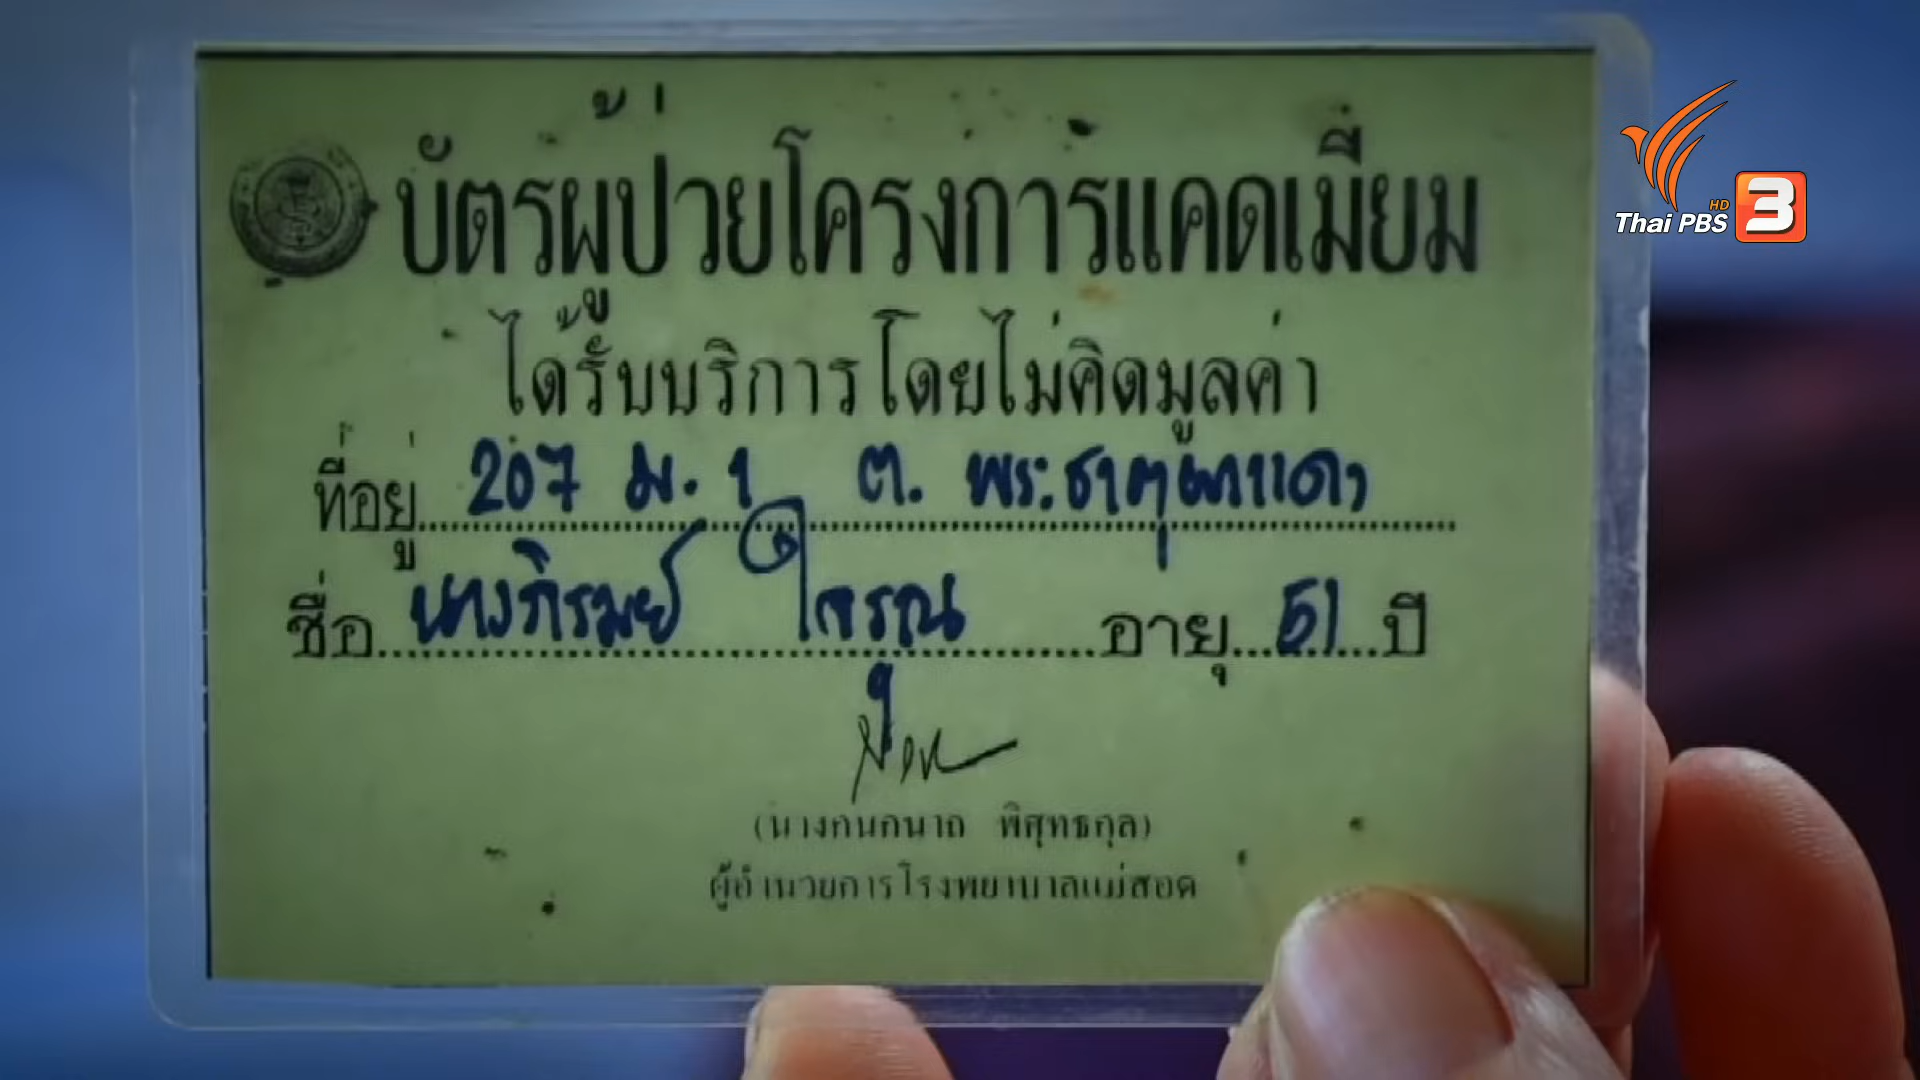 บัตรผู้ป่วยโครงการแคดเมี่ยม
ได้รับบริการโดยไม่คิดมูลค่า
ที่อยู่ 207 ม. 1 ต. พระธาตุผาแดง
ชื่อ นางภิรมย์ ใจรุณ อายุ 51 ปี
(นางกนกนาถ พิศุทธกุล)
ผู้อำนวยการโรงพยาบาลแม่สอด
Thai PBS HD 3